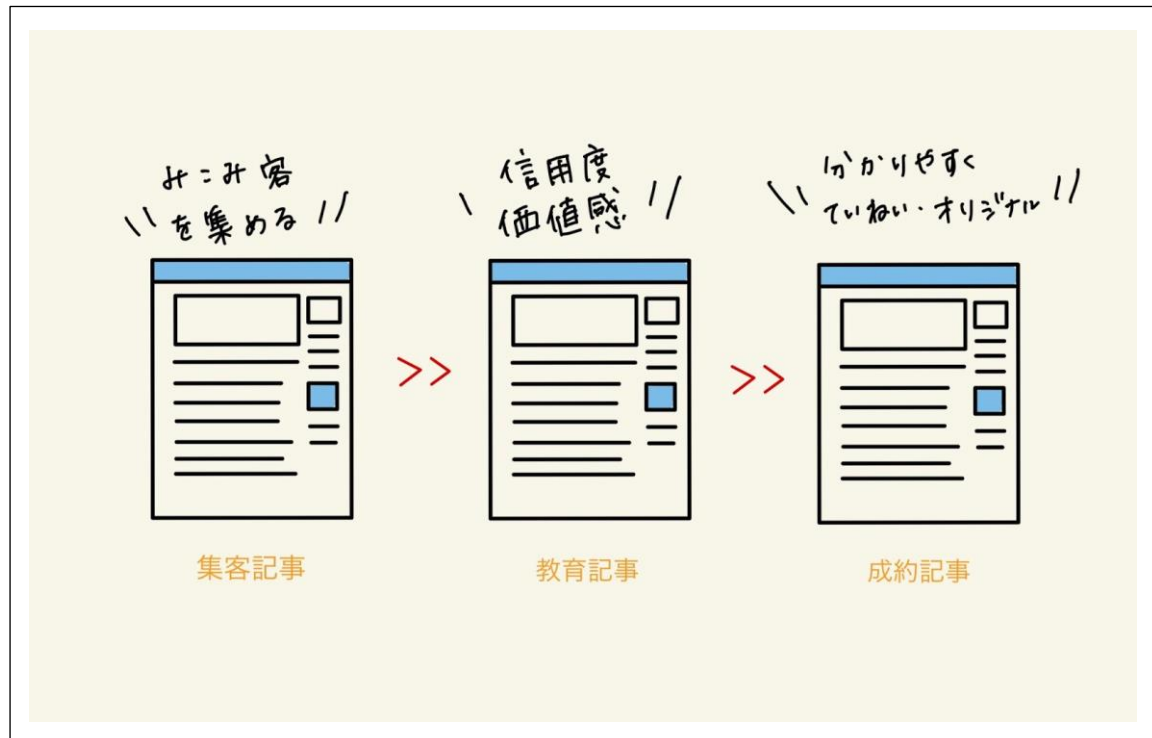 みこみ客
を集める
信用度
価値感
分かりやすく
ていねい・オリジナル
>>
>>
集客記事
教育記事
成約記事